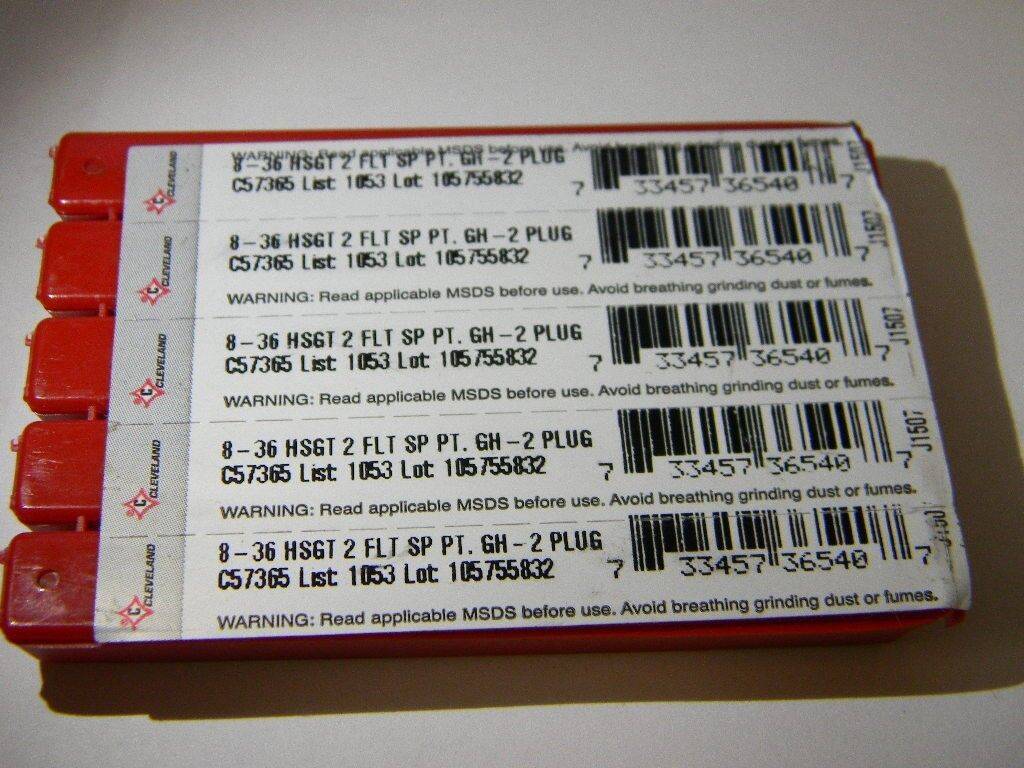 WARNING: Read applicable MSDS before use. Avoid breathing grinding dust or fumes.
8-36 HSGT 2 FLT SP PT. GH-2 PLUG
C57365 List 1053 Lot 105755832
7 33457 36540 7
J1507
CLEVELAND
8-36 HSGT 2 FLT SP PT. GH-2 PLUG
C57365 List 1053 Lot 105755832
7 33457 36540 7
J1507
C CLEVELAND
WARNING: Read applicable MSDS before use. Avoid breathing grinding dust or fumes.
8-36 HSGT 2 FLT SP PT. GH-2 PLUG
C57365 List 1053 Lot 105755832
7 33457 36540 7
J1507
C CLEVELAND
WARNING: Read applicable MSDS before use. Avoid breathing grinding dust or fumes.
8-36 HSGT 2 FLT SP PT. GH-2 PLUG
C57365 List 1053 Lot 105755832
7 33457 36540 7
J1507
C CLEVELAND
WARNING: Read applicable MSDS before use. Avoid breathing grinding dust or fumes.
8-36 HSGT 2 FLT SP PT. GH-2 PLUG
C57365 List 1053 Lot 105755832
7 33457 36540 7
C CLEVELAND
WARNING: Read applicable MSDS before use. Avoid breathing grinding dust or fumes.